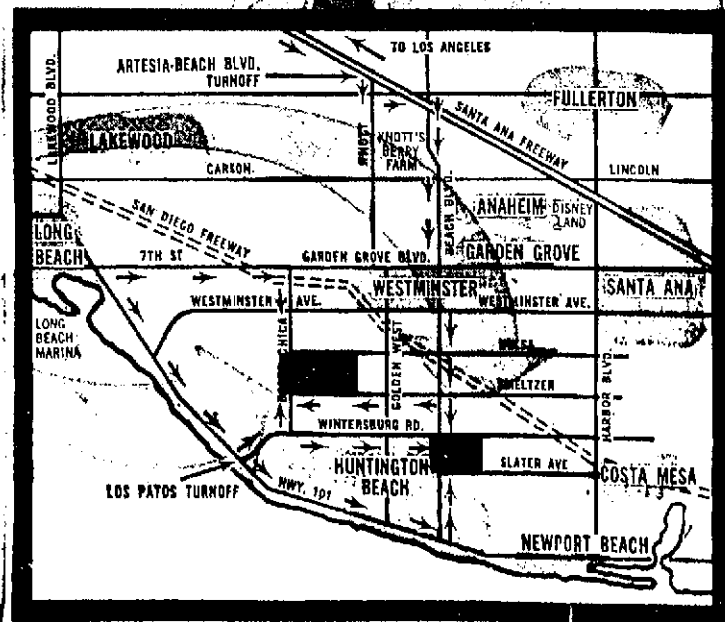 TO LOS ANGELES
ARTESIA-BEACH BLVD.
TURNOFF
LAKEWOOD BLVD.
FULLERTON
SANTA ANA FREEWAY
LAKEWOOD
KNOTT
KNOTT'S
BERRY
FARM
CARSON
LINCOLN
BEACH BLVD.
ANAHEIM
DISNEY
LAND
SAN DIEGO FREEWAY
LONG
BEACH
7TH ST
GARDEN GROVE BLVD.
GARDEN GROVE
WESTMINSTER
SANTA ANA
WESTMINSTER AVE.
WESTMINSTER AVE.
LONG
BEACH
MARINA
CHICA
GOLDEN WEST
HARBOR BLVD.
WINTERSBURG RD.
SLATER AVE
HUNTINGTON
BEACH
COSTA MESA
LOS PATOS TURNOFF
HWY. 101
NEWPORT BEACH